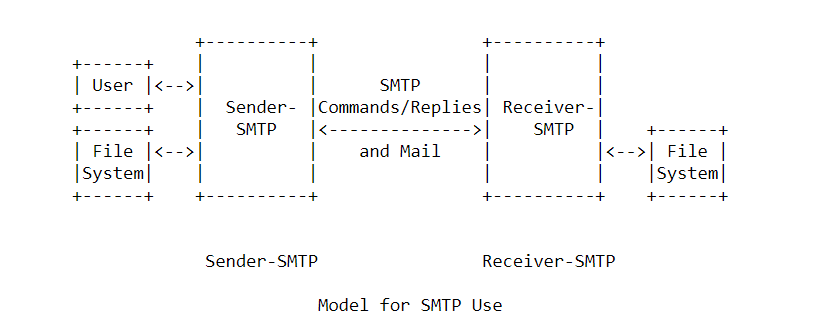 +----------+                +----------+
+------+    |          |                |          |
| User |<-->|          |      SMTP      |          |
+------+    |  Sender- |Commands/Replies| Receiver-|
+------+    |   SMTP   |<-------------->|    SMTP  |    +------+
| File |<-->|          |    and Mail    |          |<-->| File |
|System|    |          |                |          |    |System|
+------+    +----------+                +----------+    +------+
Sender-SMTP                Receiver-SMTP
Model for SMTP Use